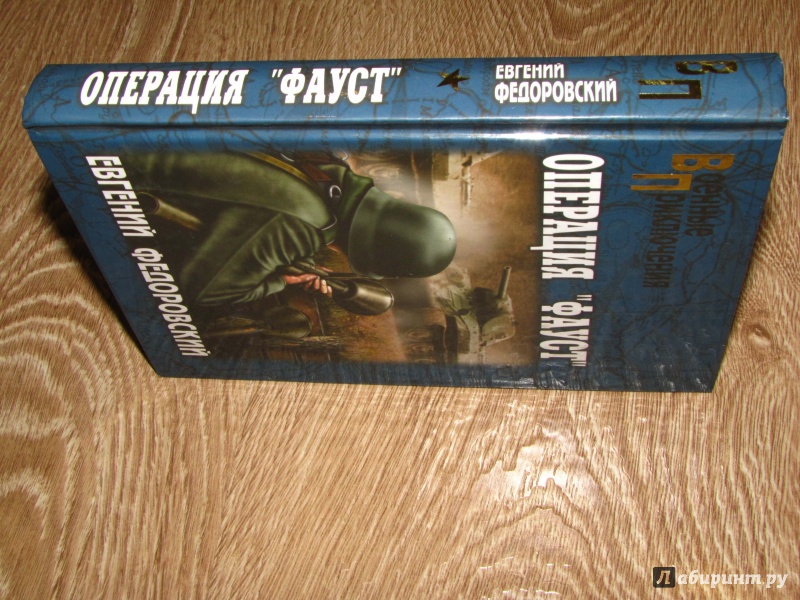 ОПЕРАЦИЯ "ФАУСТ"
ЕВГЕНИЙ
ФЕДОРОВСКИЙ
ВП
Военные
Приключения
ОПЕРАЦИЯ "ФАУСТ"
ЕВГЕНИЙ ФЕДОРОВСКИЙ
Лабиринт.ру